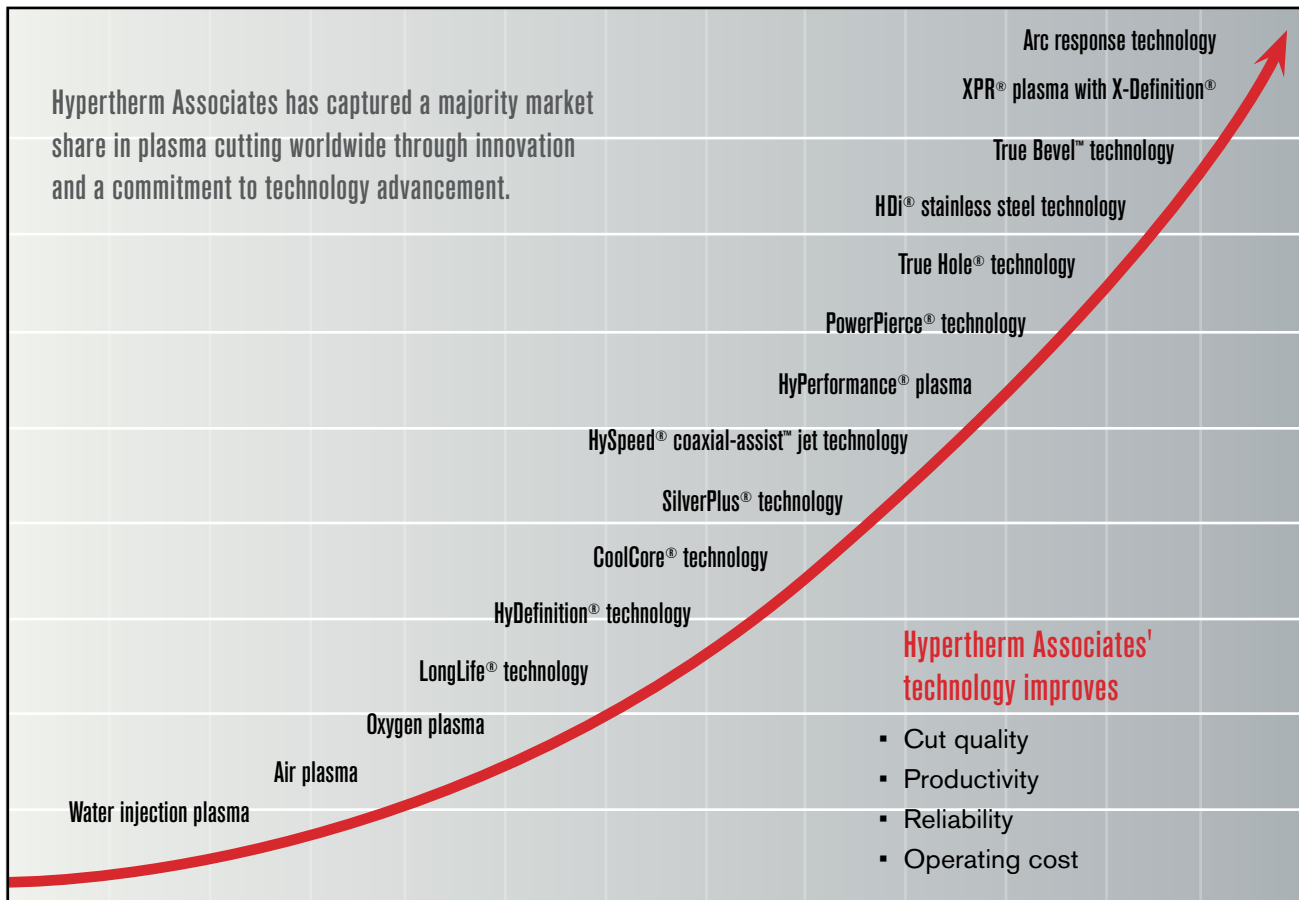 Arc response technology
Hypertherm Associates has captured a majority market
share in plasma cutting worldwide through innovation
and a commitment to technology advancement.
XPR® plasma with X-Definition®
True Bevel™ technology
HDi® stainless steel technology
True Hole® technology
PowerPierce® technology
HyPerformance® plasma
HySpeed® coaxial-assist™ jet technology
SilverPlus® technology
CoolCore® technology
HyDefinition® technology
LongLife® technology
Oxygen plasma
Air plasma
Water injection plasma
Hypertherm Associates'
technology improves
▪ Cut quality
▪ Productivity
▪ Reliability
▪ Operating cost